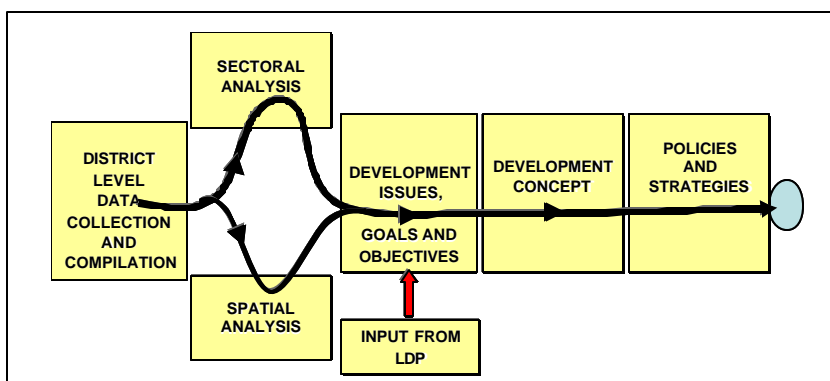 SECTORAL
ANALYSIS
DISTRICT
LEVEL
DATA
COLLECTION
AND
COMPILATION
SPATIAL
ANALYSIS
DEVELOPMENT
ISSUES,
GOALS AND
OBJECTIVES
INPUT FROM
LDP
DEVELOPMENT
CONCEPT
POLICIES
AND
STRATEGIES